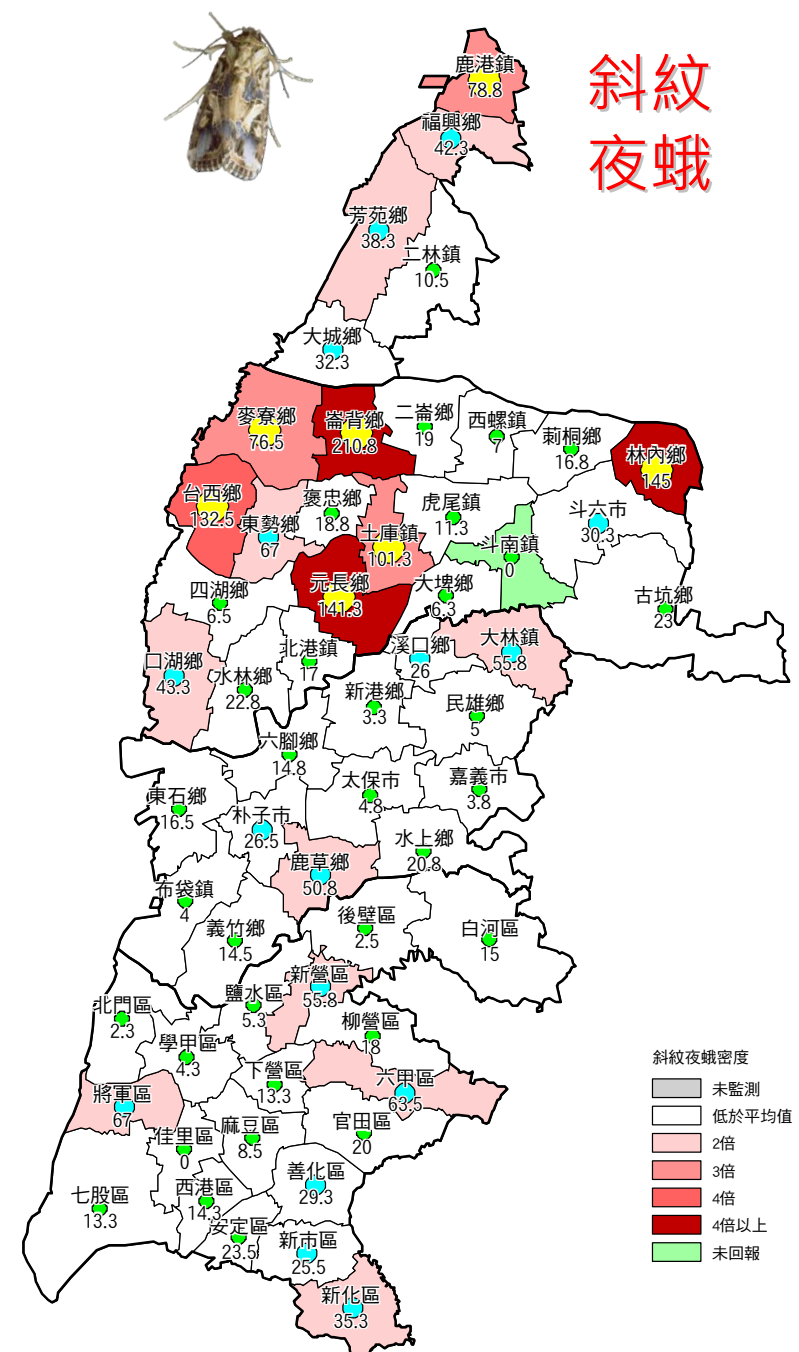 斜紋
夜蛾
鹿港鎮
78.8
福興鄉
42.3
芳苑鄉
38.3
二林鎮
10.5
大城鄉
32.3
麥寮鄉
76.5
崙背鄉
210.8
二崙鄉
19
西螺鎮
7
莿桐鄉
16.8
林內鄉
145
台西鄉
132.5
東勢鄉
67
褒忠鄉
18.8
土庫鎮
101.3
虎尾鎮
11.3
斗南鎮
0
斗六市
30.3
古坑鄉
23
四湖鄉
6.5
元長鄉
141.3
大埤鄉
6.3
口湖鄉
43.3
水林鄉
22.8
北港鎮
17
溪口鄉
26
大林鎮
55.8
新港鄉
3.3
民雄鄉
5
六腳鄉
14.8
太保市
4.8
嘉義市
3.8
東石鄉
16.5
朴子市
26.5
水上鄉
20.8
鹿草鄉
50.8
布袋鎮
4
義竹鄉
14.5
後壁區
2.5
白河區
15
新營區
55.8
鹽水區
5.3
柳營區
18
北門區
2.3
學甲區
4.3
下營區
13.3
六甲區
63.5
將軍區
67
佳里區
0
麻豆區
8.5
官田區
20
七股區
13.3
西港區
14.3
善化區
29.3
安定區
23.5
新市區
25.5
新化區
35.3
斜紋夜蛾密度
未監測
低於平均值
2倍
3倍
4倍
4倍以上
未回報